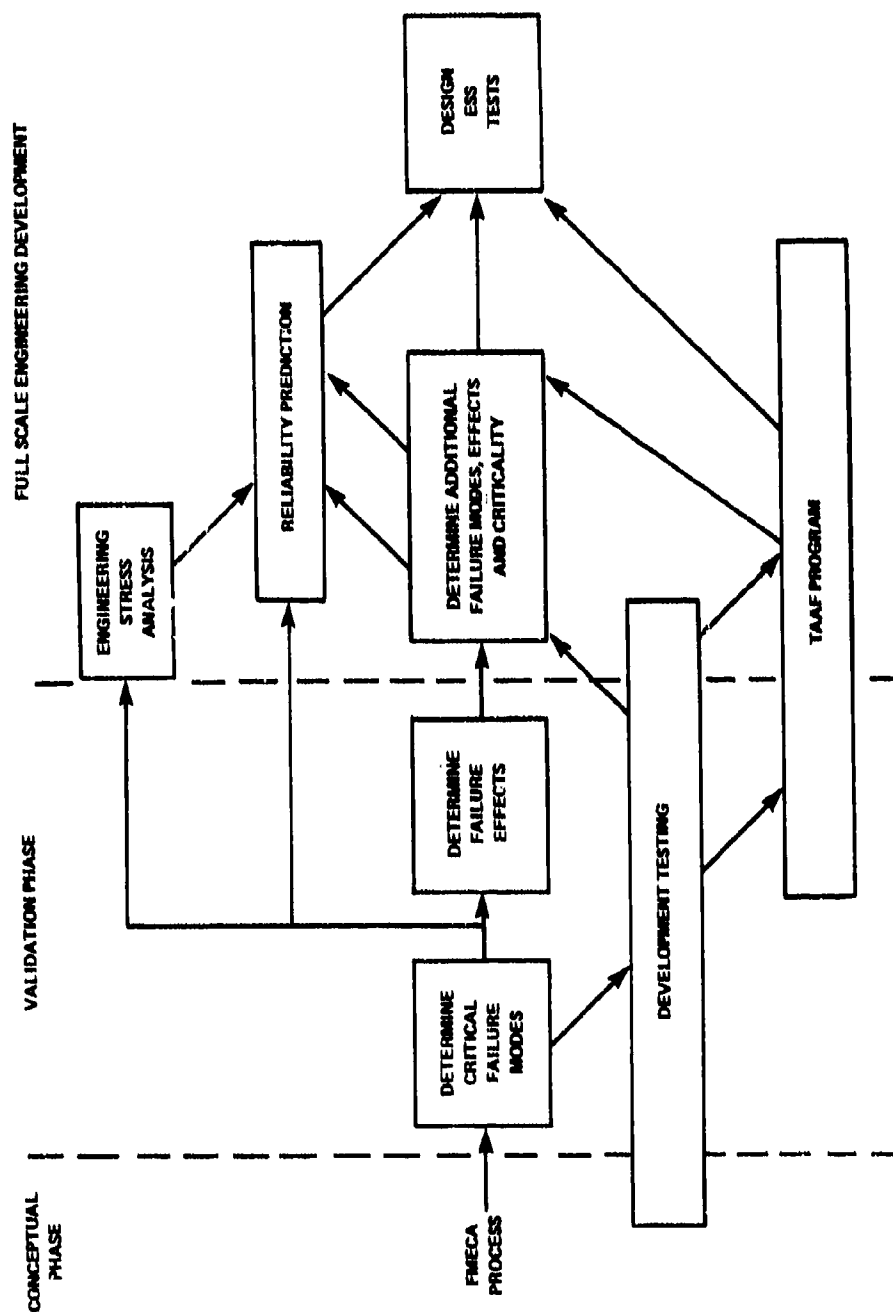 CONCEPTUAL
PHASE
VALIDATION PHASE
FULL SCALE ENGINEERING DEVELOPMENT
ENGINEERING
STRESS
ANALYSIS
RELIABILITY PREDICTION
FMECA
PROCESS
DETERMINE
CRITICAL
FAILURE
MODES
DETERMINE
FAILURE
EFFECTS
DETERMINE ADDITIONAL
FAILURE MODES, EFFECTS
AND CRITICALITY
DESIGN
ESS
TESTS
DEVELOPMENT TESTING
TAAF PROGRAM